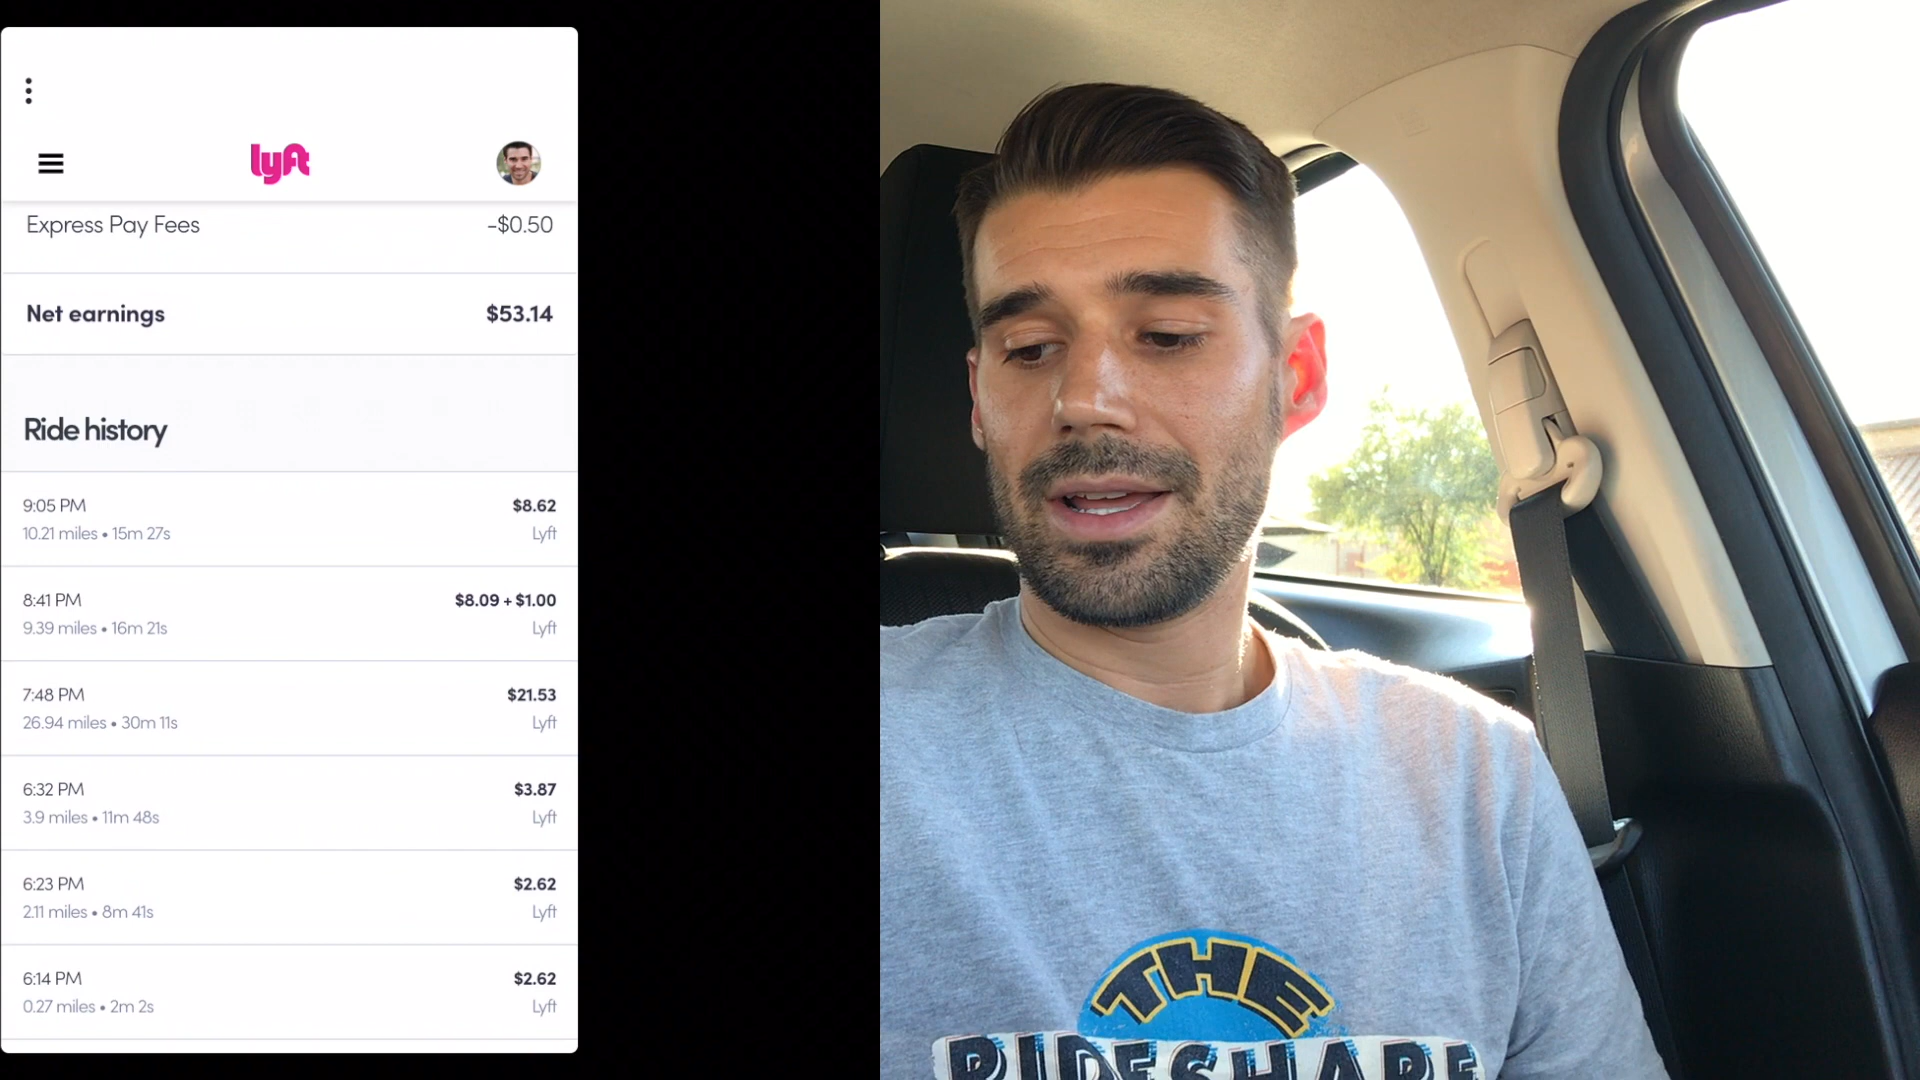 lyft
Express Pay Fees -$0.50
Net earnings $53.14
Ride history
9:05 PM $8.62
10.21 miles • 15m 27s Lyft
8:41 PM $8.09 + $1.00
9.39 miles • 16m 21s Lyft
7:48 PM $21.53
26.94 miles • 30m 11s Lyft
6:32 PM $3.87
3.9 miles • 11m 48s Lyft
6:23 PM $2.62
2.11 miles • 8m 41s Lyft
6:14 PM $2.62
0.27 miles • 2m 2s Lyft
THE
RIDESHARE